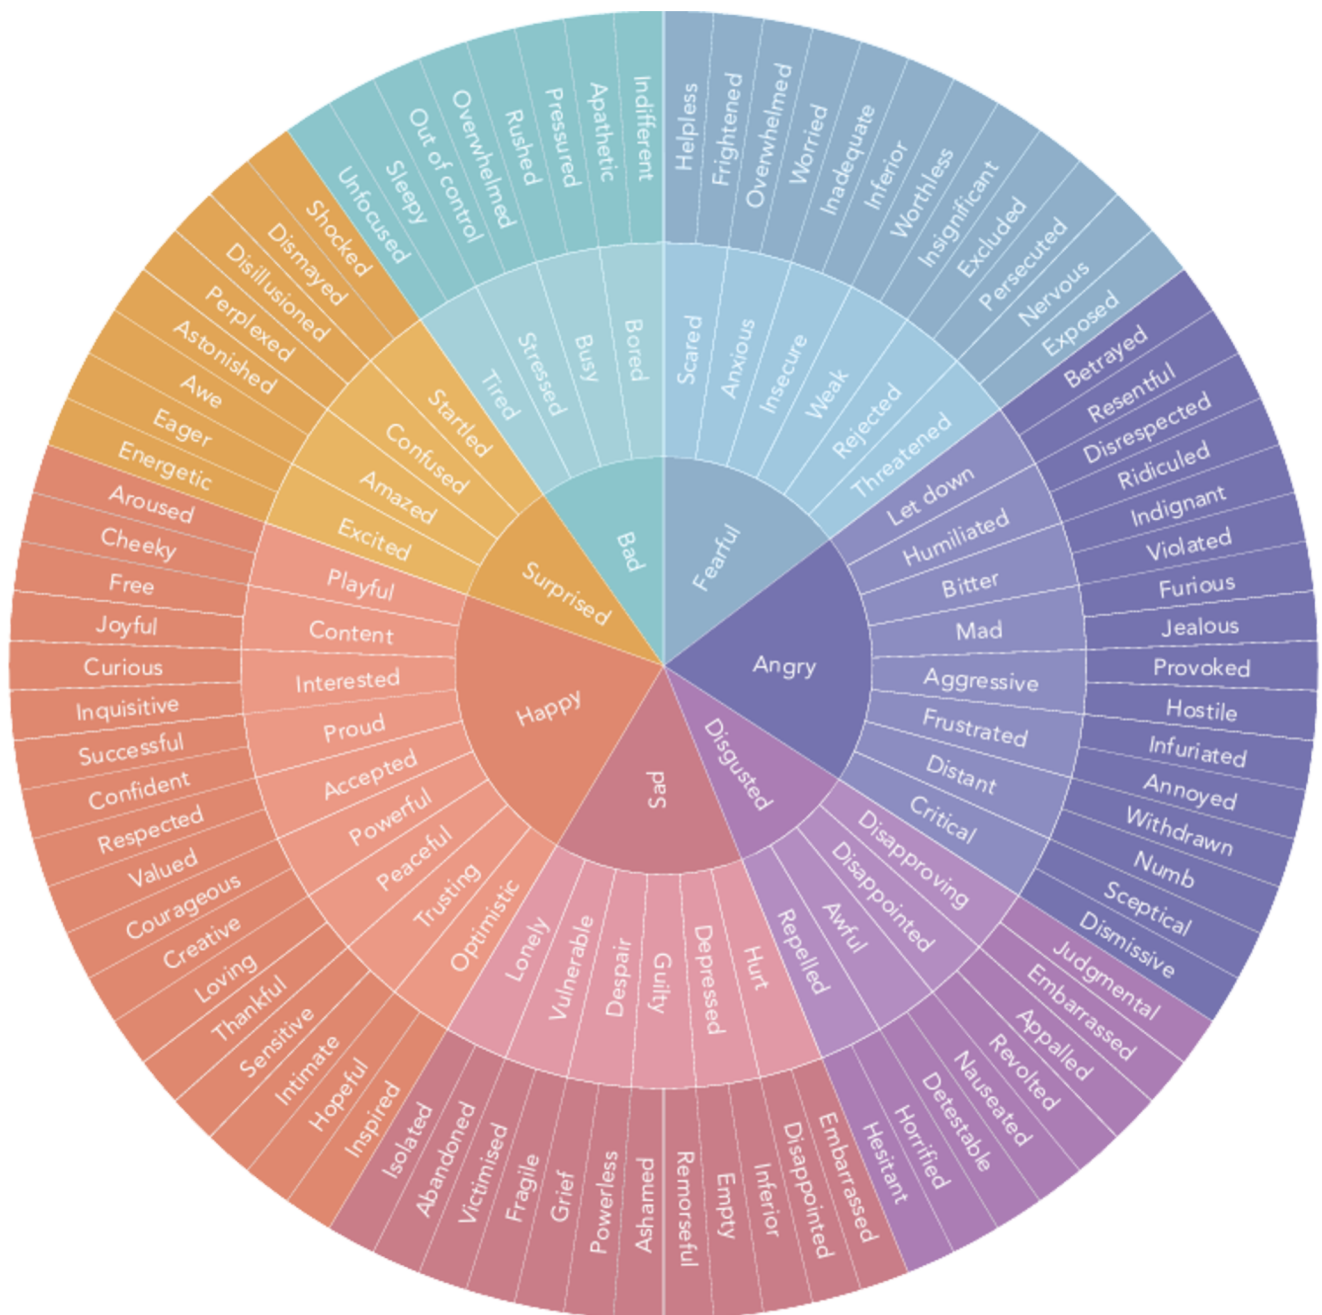 Bad
Fearful
Angry
Disgusted
Sad
Happy
Surprised
Tired
Stressed
Busy
Bored
Scared
Anxious
Insecure
Weak
Rejected
Threatened
Let down
Humiliated
Bitter
Mad
Aggressive
Frustrated
Distant
Critical
Disapproving
Disappointed
Awful
Repelled
Hurt
Depressed
Guilty
Despair
Vulnerable
Lonely
Optimistic
Trusting
Peaceful
Powerful
Accepted
Proud
Interested
Content
Playful
Excited
Amazed
Confused
Startled
Unfocused
Sleepy
Out of control
Overwhelmed
Rushed
Pressured
Apathetic
Indifferent
Helpless
Frightened
Overwhelmed
Worried
Inadequate
Inferior
Worthless
Insignificant
Excluded
Persecuted
Nervous
Exposed
Betrayed
Resentful
Disrespected
Ridiculed
Indignant
Violated
Furious
Jealous
Provoked
Hostile
Infuriated
Annoyed
Withdrawn
Numb
Sceptical
Dismissive
Judgmental
Embarrassed
Appalled
Revolted
Nauseated
Detestable
Horrified
Hesitant
Embarrassed
Disappointed
Inferior
Empty
Remorseful
Ashamed
Powerless
Grief
Fragile
Victimised
Abandoned
Isolated
Inspired
Hopeful
Intimate
Sensitive
Thankful
Loving
Creative
Courageous
Valued
Respected
Confident
Successful
Inquisitive
Curious
Joyful
Free
Cheeky
Aroused
Energetic
Eager
Awe
Astonished
Perplexed
Disillusioned
Dismayed
Shocked